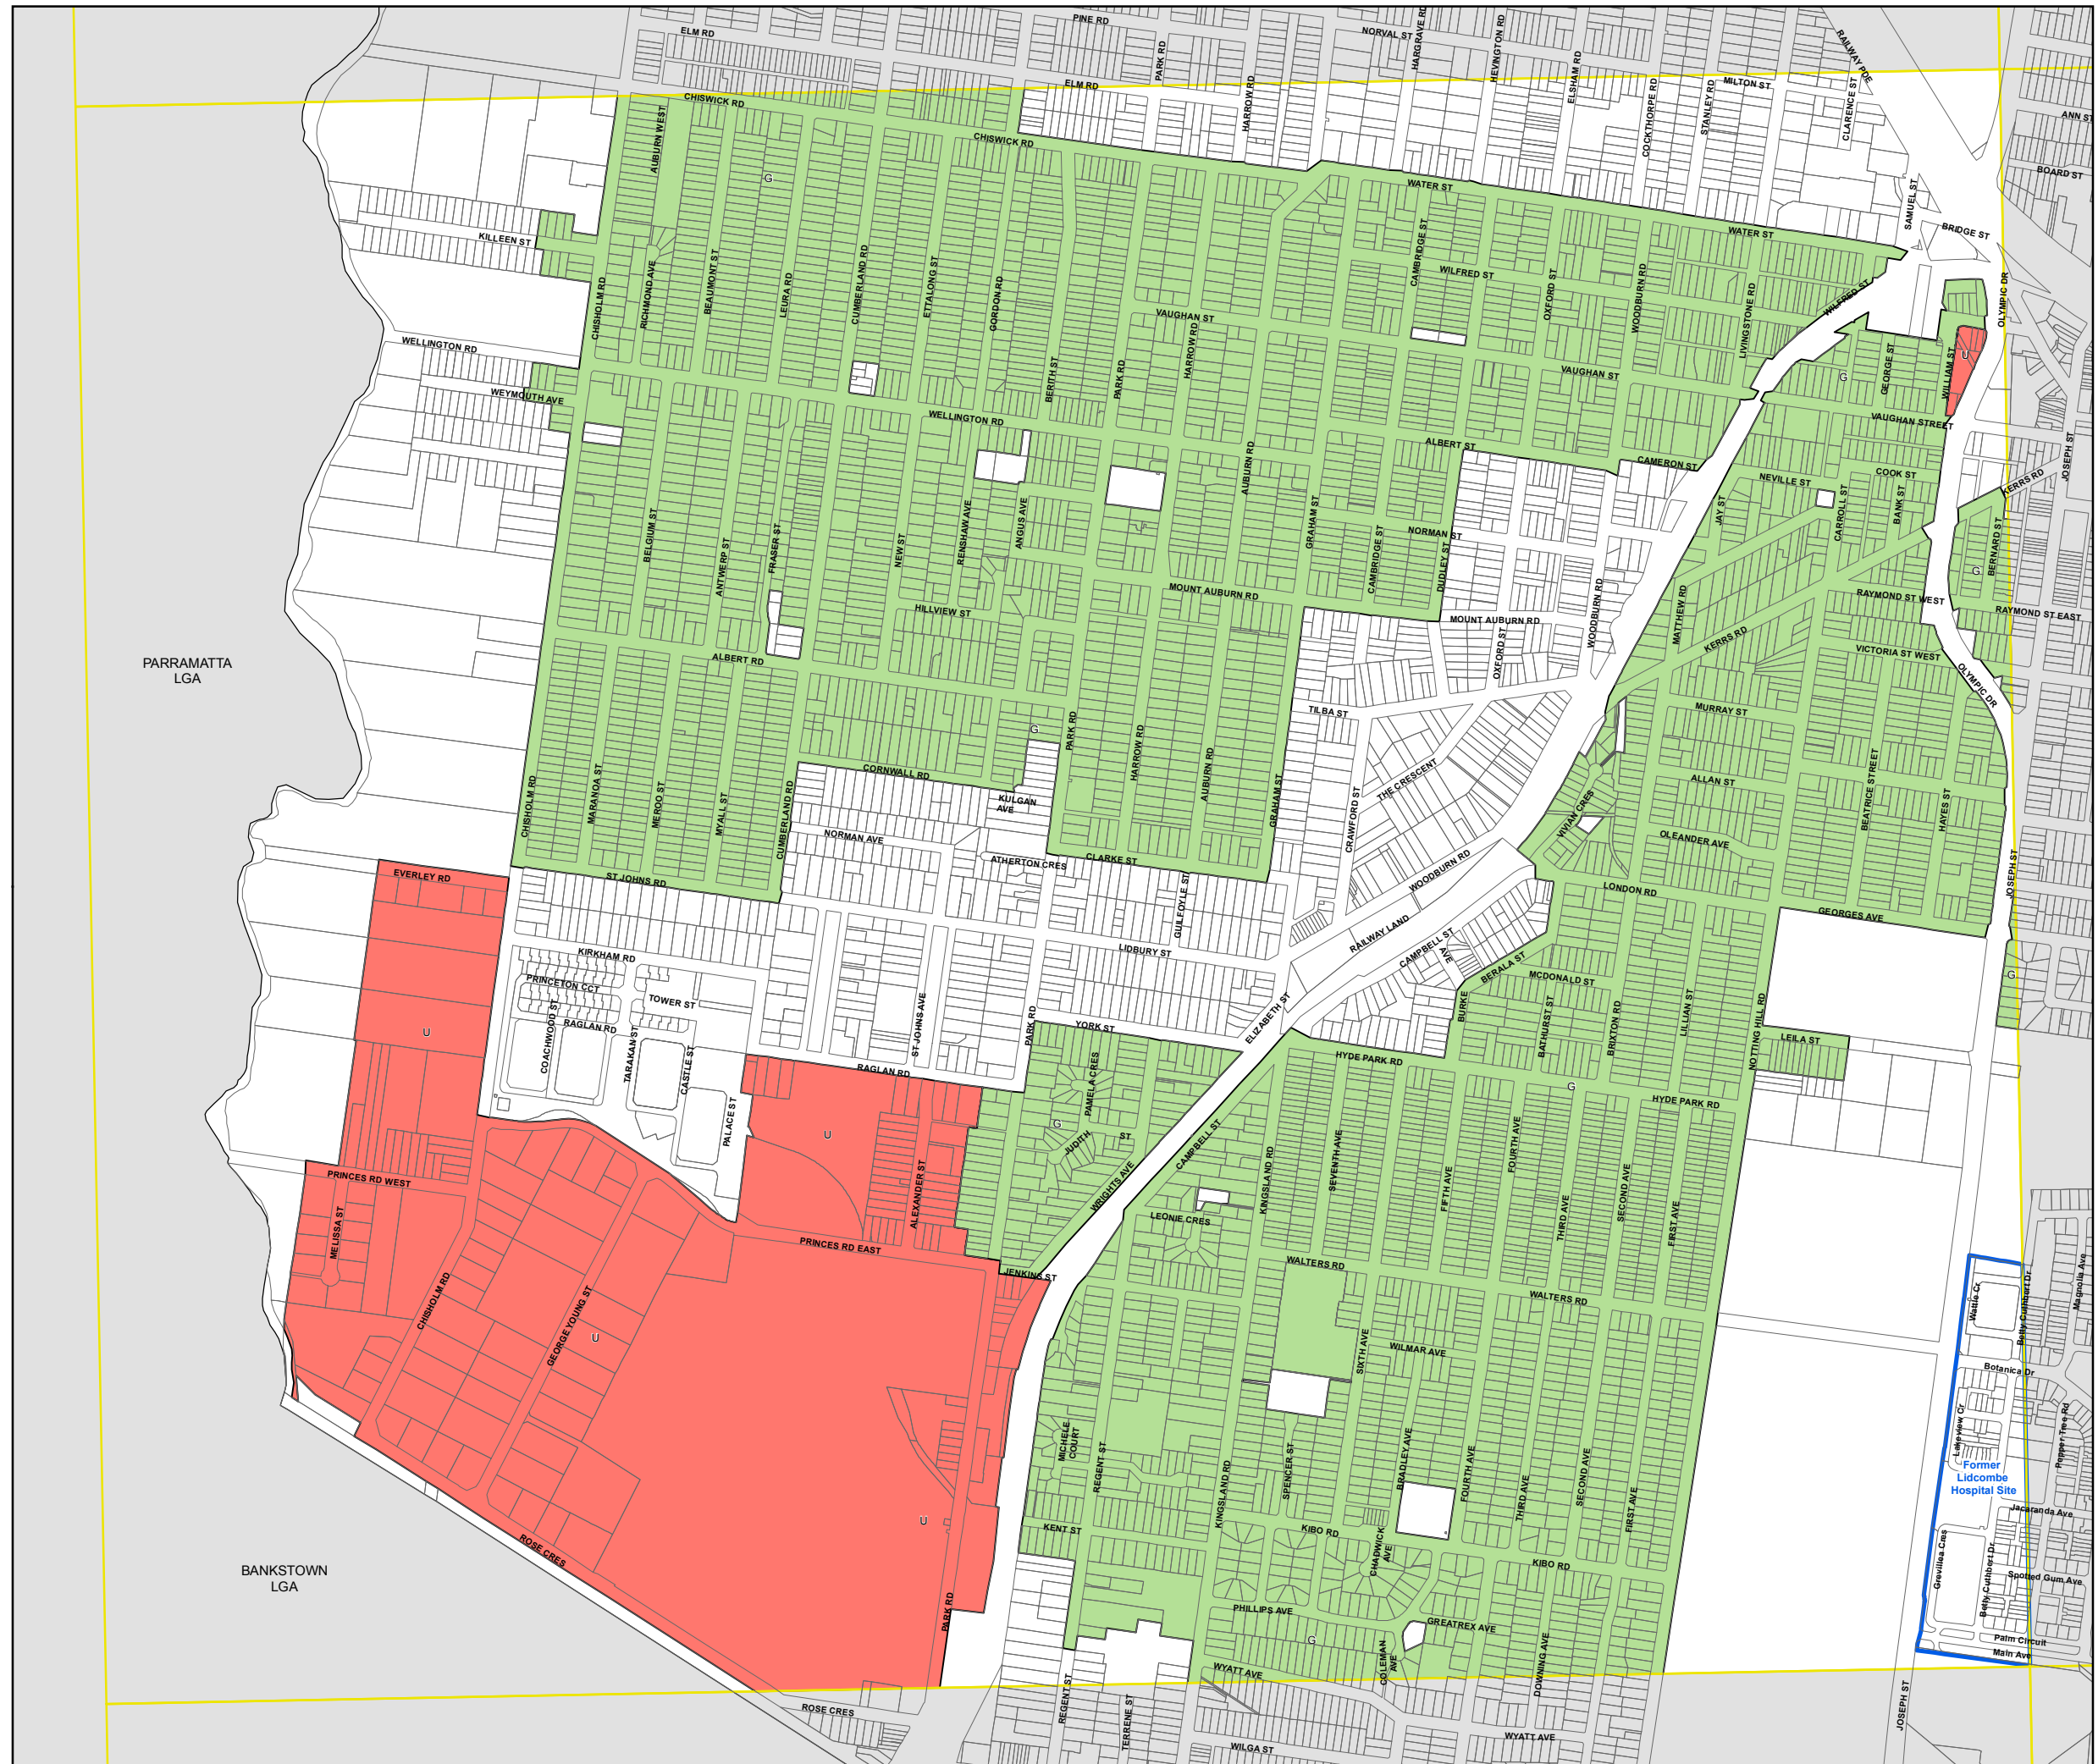 PINE RD
ELM RD
NORVAL ST
HARGRAVE RD
HEVINGTON RD
RAILWAY PDE
PARK RD
ELSHAM RD
ELM RD
HARROW RD
COCKTHORPE RD
STANLEY RD
MILTON ST
CLARENCE ST
CHISWICK RD
ANN ST
AUBURN WEST
CHISWICK RD
BOARD ST
G
WATER ST
SAMUEL ST
WATER ST
BRIDGE ST
KILLEEN ST
CAMBRIDGE ST
WILFRED ST
OXFORD ST
WOODBURN RD
LIVINGSTONE RD
WILFRED ST
OLYMPIC DR
CHISHOLM RD
RICHMOND AVE
BEAUMONT ST
LEURA RD
CUMBERLAND RD
ETTALONG ST
GORDON RD
VAUGHAN ST
HARROW RD
WELLINGTON RD
BERITH ST
PARK RD
VAUGHAN ST
G
GEORGE ST
WILLIAM ST
U
WEYMOUTH AVE
WELLINGTON RD
VAUGHAN STREET
ALBERT ST
CAMERON ST
AUBURN RD
NEVILLE ST
COOK ST
KERRS RD
JOSEPH ST
BELGIUM ST
ANTWERP ST
FRASER ST
NEW ST
RENSHAW AVE
ANGUS AVE
GRAHAM ST
CAMBRIDGE ST
NORMAN ST
DUDLEY ST
JAY ST
CARROLL ST
BANK ST
BERNARD ST
G
HILLVIEW ST
MOUNT AUBURN RD
MOUNT AUBURN RD
OXFORD ST
WOODBURN RD
MATTHEW RD
KERRS RD
RAYMOND ST WEST
RAYMOND ST EAST
VICTORIA ST WEST
PARRAMATTA
LGA
ALBERT RD
OLYMPIC DR
TILBA ST
MURRAY ST
G
PARK RD
HARROW RD
AUBURN RD
GRAHAM ST
CORNWALL RD
KULGAN
AVE
CRAWFORD ST
THE CRESCENT
ALLAN ST
VIVIAN CRES
BEATRICE STREET
HAYES ST
CHISHOLM RD
MARANOA ST
MEROO ST
MYALL ST
CUMBERLAND RD
NORMAN AVE
ATHERTON CRES
CLARKE ST
OLEANDER AVE
EVERLEY RD
ST JOHNS RD
GUILFOYLE ST
WOODBURN RD
LONDON RD
JOSEPH ST
GEORGES AVE
LIDBURY ST
RAILWAY LAND
CAMPBELL ST
AVE
BURKE
BERALA ST
MCDONALD ST
G
KIRKHAM RD
PRINCETON CCT
TOWER ST
COACHWOOD ST
RAGLAN RD
TARAKAN ST
CASTLE ST
PALACE ST
ST JOHNS AVE
PARK RD
YORK ST
ELIZABETH ST
BATHURST ST
BRIXTON RD
LILLIAN ST
NOTTING HILL RD
LEILA ST
U
RAGLAN RD
PAMELA CRES
HYDE PARK RD
G
HYDE PARK RD
U
G
JUDITH
ST
CAMPBELL ST
PRINCES RD WEST
ALEXANDER ST
WRIGHTS AVE
KINGSLAND RD
SEVENTH AVE
FIFTH AVE
FOURTH AVE
THIRD AVE
SECOND AVE
FIRST AVE
MELISSA ST
PRINCES RD EAST
LEONIE CRES
JENKINS ST
WALTERS RD
WALTERS RD
CHISHOLM RD
GEORGE YOUNG ST
U
SIXTH AVE
WILMAR AVE
Wattle Cr
Betty Cuthbert Dr
Magnolia Ave
Botanica Dr
Lakeview Cr
Pepper Tree Rd
MICHELE
COURT
REGENT ST
KINGSLAND RD
SPENCER ST
BRADLEY AVE
FOURTH AVE
THIRD AVE
SECOND AVE
FIRST AVE
Former
Lidcombe
Hospital Site
Jacaranda Ave
U
KENT ST
KIBO RD
CHADWICK
AVE
KIBO RD
ROSE CRES
Grevillea Cres
Betty Cuthbert Dr
Spotted Gum Ave
BANKSTOWN
LGA
PARK RD
PHILLIPS AVE
GREATREX AVE
G
COLEMAN
AVE
DOWNING AVE
Palm Circuit
Main Ave
WYATT AVE
ROSE CRES
REGENT ST
TERRENE ST
WILGA ST
WYATT AVE
JOSEPH ST